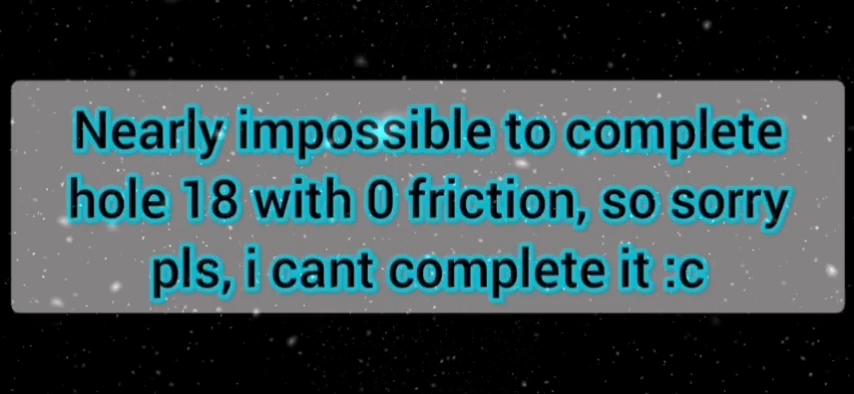 Nearly impossible to complete
hole 18 with 0 friction, so sorry
pls, i cant complete it :c